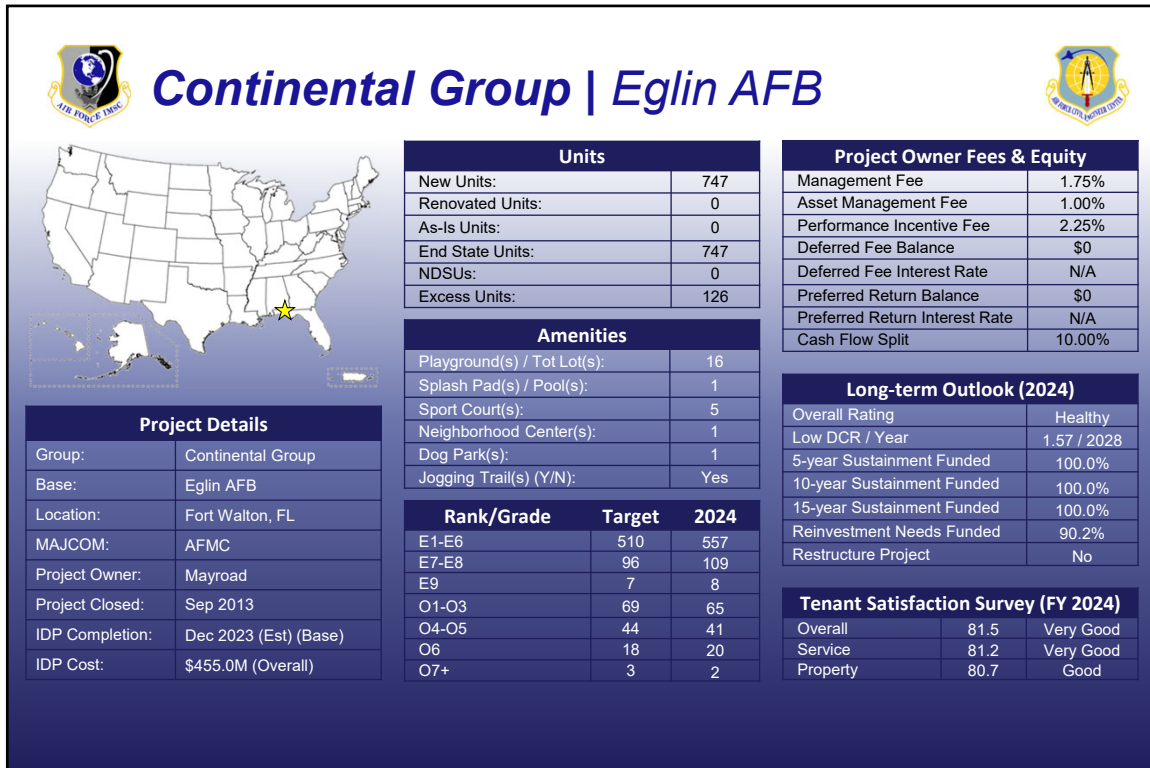 Continental Group | Eglin AFB
AIR FORCE IMSC
AIR FORCE CIVIL ENGINEER CENTER
Project Details
Group: Continental Group
Base: Eglin AFB
Location: Fort Walton, FL
MAJCOM: AFMC
Project Owner: Mayroad
Project Closed: Sep 2013
IDP Completion: Dec 2023 (Est) (Base)
IDP Cost: $455.0M (Overall)
Units
New Units: 747
Renovated Units: 0
As-Is Units: 0
End State Units: 747
NDSUs: 0
Excess Units: 126
Amenities
Playground(s) / Tot Lot(s): 16
Splash Pad(s) / Pool(s): 1
Sport Court(s): 5
Neighborhood Center(s): 1
Dog Park(s): 1
Jogging Trail(s) (Y/N): Yes
Rank/Grade Target 2024
E1-E6 510 557
E7-E8 96 109
E9 7 8
O1-O3 69 65
O4-O5 44 41
O6 18 20
O7+ 3 2
Project Owner Fees & Equity
Management Fee 1.75%
Asset Management Fee 1.00%
Performance Incentive Fee 2.25%
Deferred Fee Balance $0
Deferred Fee Interest Rate N/A
Preferred Return Balance $0
Preferred Return Interest Rate N/A
Cash Flow Split 10.00%
Long-term Outlook (2024)
Overall Rating Healthy
Low DCR / Year 1.57 / 2028
5-year Sustainment Funded 100.0%
10-year Sustainment Funded 100.0%
15-year Sustainment Funded 100.0%
Reinvestment Needs Funded 90.2%
Restructure Project No
Tenant Satisfaction Survey (FY 2024)
Overall 81.5 Very Good
Service 81.2 Very Good
Property 80.7 Good